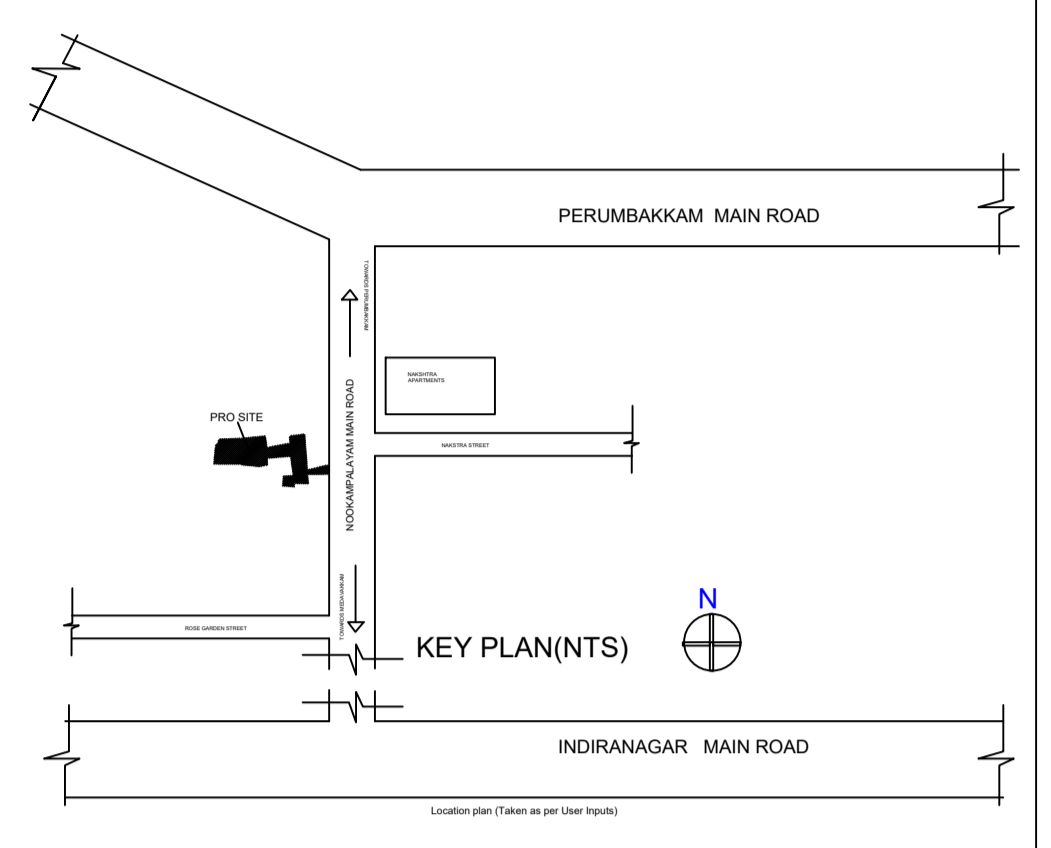 PERUMBAKKAM MAIN ROAD
TOWARDS PERUMBAKKAM
NAKSHTRA
APARTMENTS
NOOKAMPALAYAM MAIN ROAD
PRO SITE
NAKSTRA STREET
TOWARDS MEDAVAKKAM
ROSE GARDEN STREET
N
KEY PLAN(NTS)
INDIRANAGAR MAIN ROAD
Location plan (Taken as per User Inputs)